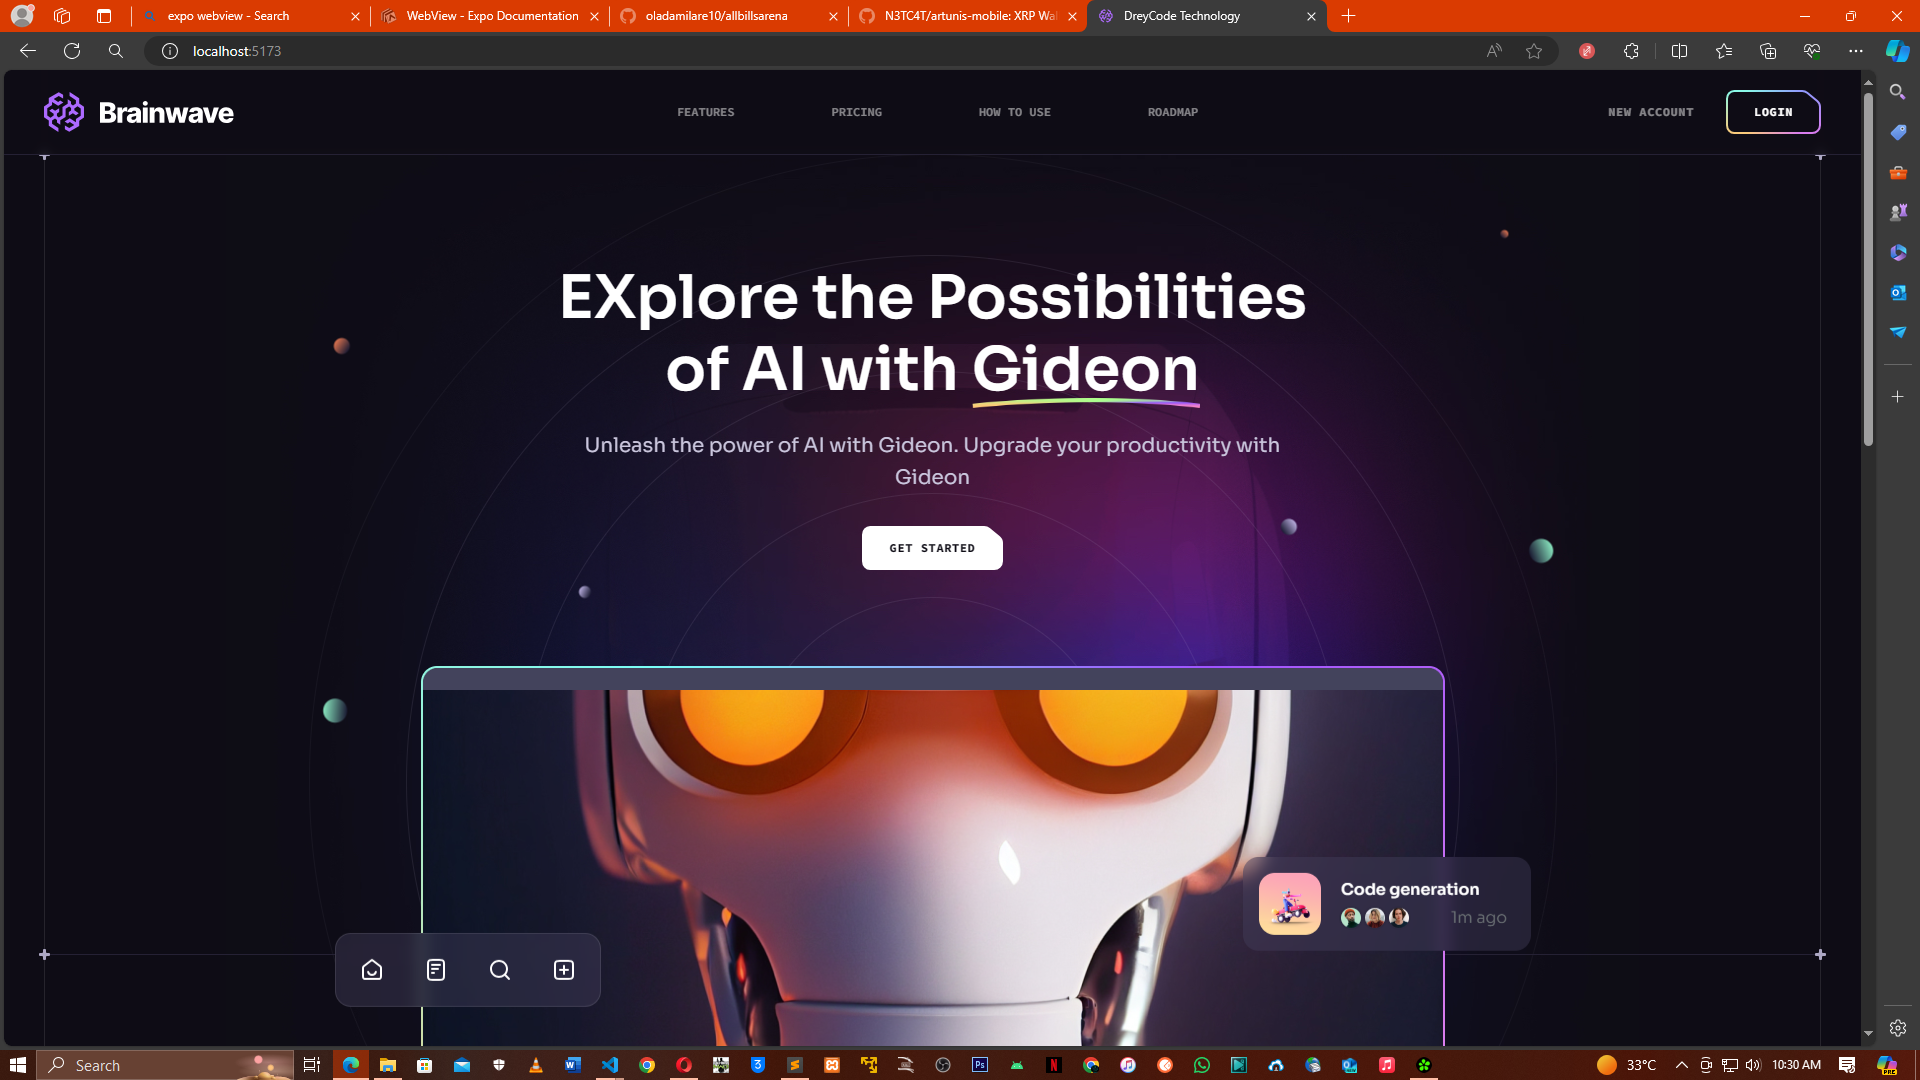 expo webview - Search
WebView - Expo Documentation
oladamilare10/allbillsarena
N3TC4T/artunis-mobile: XRP Wal
DreyCode Technology
localhost:5173
Brainwave
FEATURES
PRICING
HOW TO USE
ROADMAP
NEW ACCOUNT
LOGIN
EXplore the Possibilities
of AI with Gideon
Unleash the power of AI with Gideon. Upgrade your productivity with
Gideon
GET STARTED
Code generation
1m ago
Search
33°C
10:30 AM